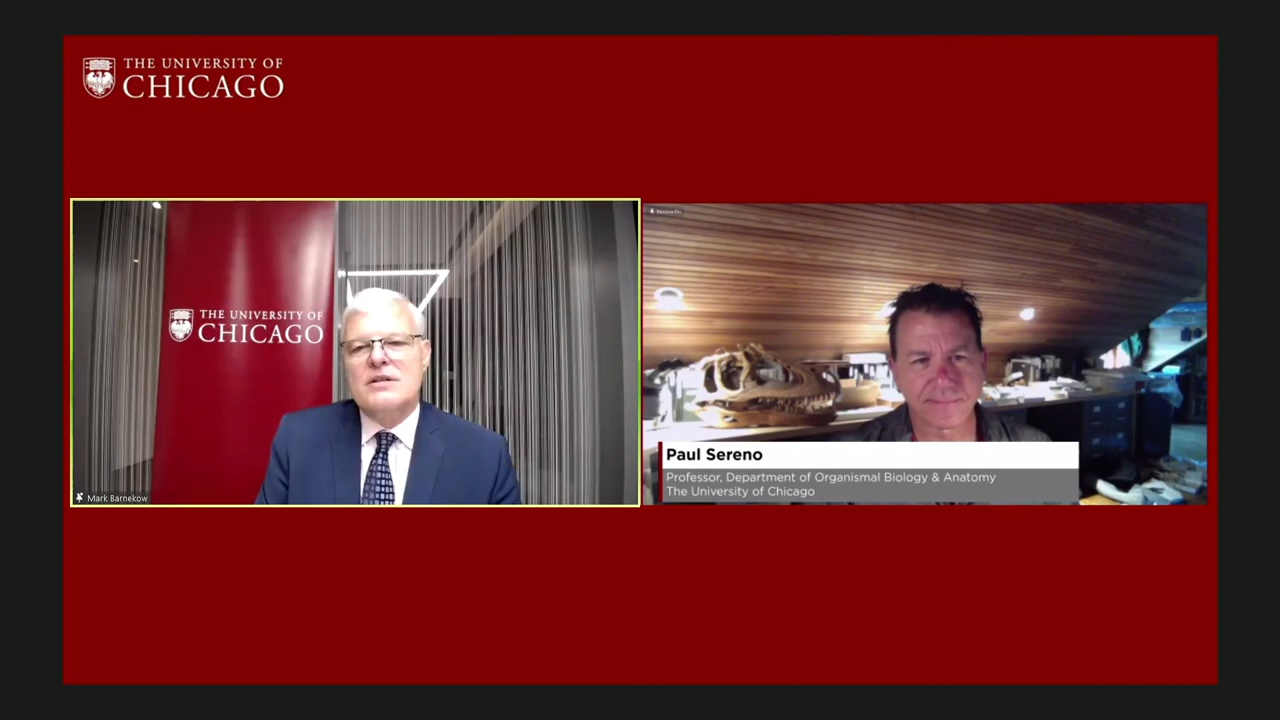 THE UNIVERSITY OF
CHICAGO
THE UNIVERSITY OF
CHICAGO
Mark Barnekow
Paul Sereno
Professor, Department of Organismal Biology & Anatomy
The University of Chicago